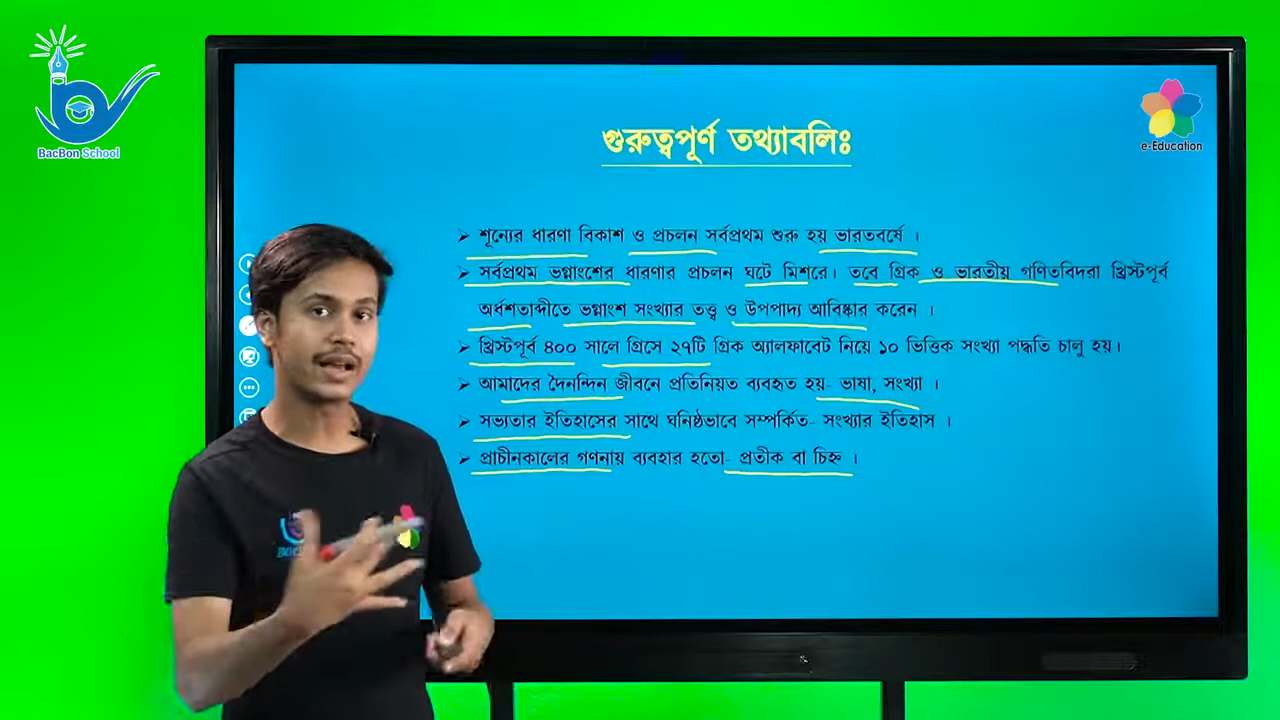 BacBon School
e-Education
গুরুত্বপূর্ণ তথ্যাবলিঃ
➢ শূন্যের ধারণা বিকাশ ও প্রচলন সর্বপ্রথম শুরু হয় ভারতবর্ষে ।
➢ সর্বপ্রথম ভগ্নাংশের ধারণার প্রচলন ঘটে মিশরে। তবে গ্রিক ও ভারতীয় গণিতবিদরা খ্রিস্টপূর্ব
অর্ধশতাব্দীতে ভগ্নাংশ সংখ্যার তত্ত্ব ও উপপাদ্য আবিষ্কার করেন ।
➢ খ্রিস্টপূর্ব ৪০০ সালে গ্রিসে ২৭টি গ্রিক অ্যালফাবেট নিয়ে ১০ ভিত্তিক সংখ্যা পদ্ধতি চালু হয়।
➢ আমাদের দৈনন্দিন জীবনে প্রতিনিয়ত ব্যবহৃত হয়- ভাষা, সংখ্যা ।
➢ সভ্যতার ইতিহাসের সাথে ঘনিষ্ঠভাবে সম্পর্কিত- সংখ্যার ইতিহাস ।
➢ প্রাচীনকালের গণনায় ব্যবহার হতো- প্রতীক বা চিহ্ন ।